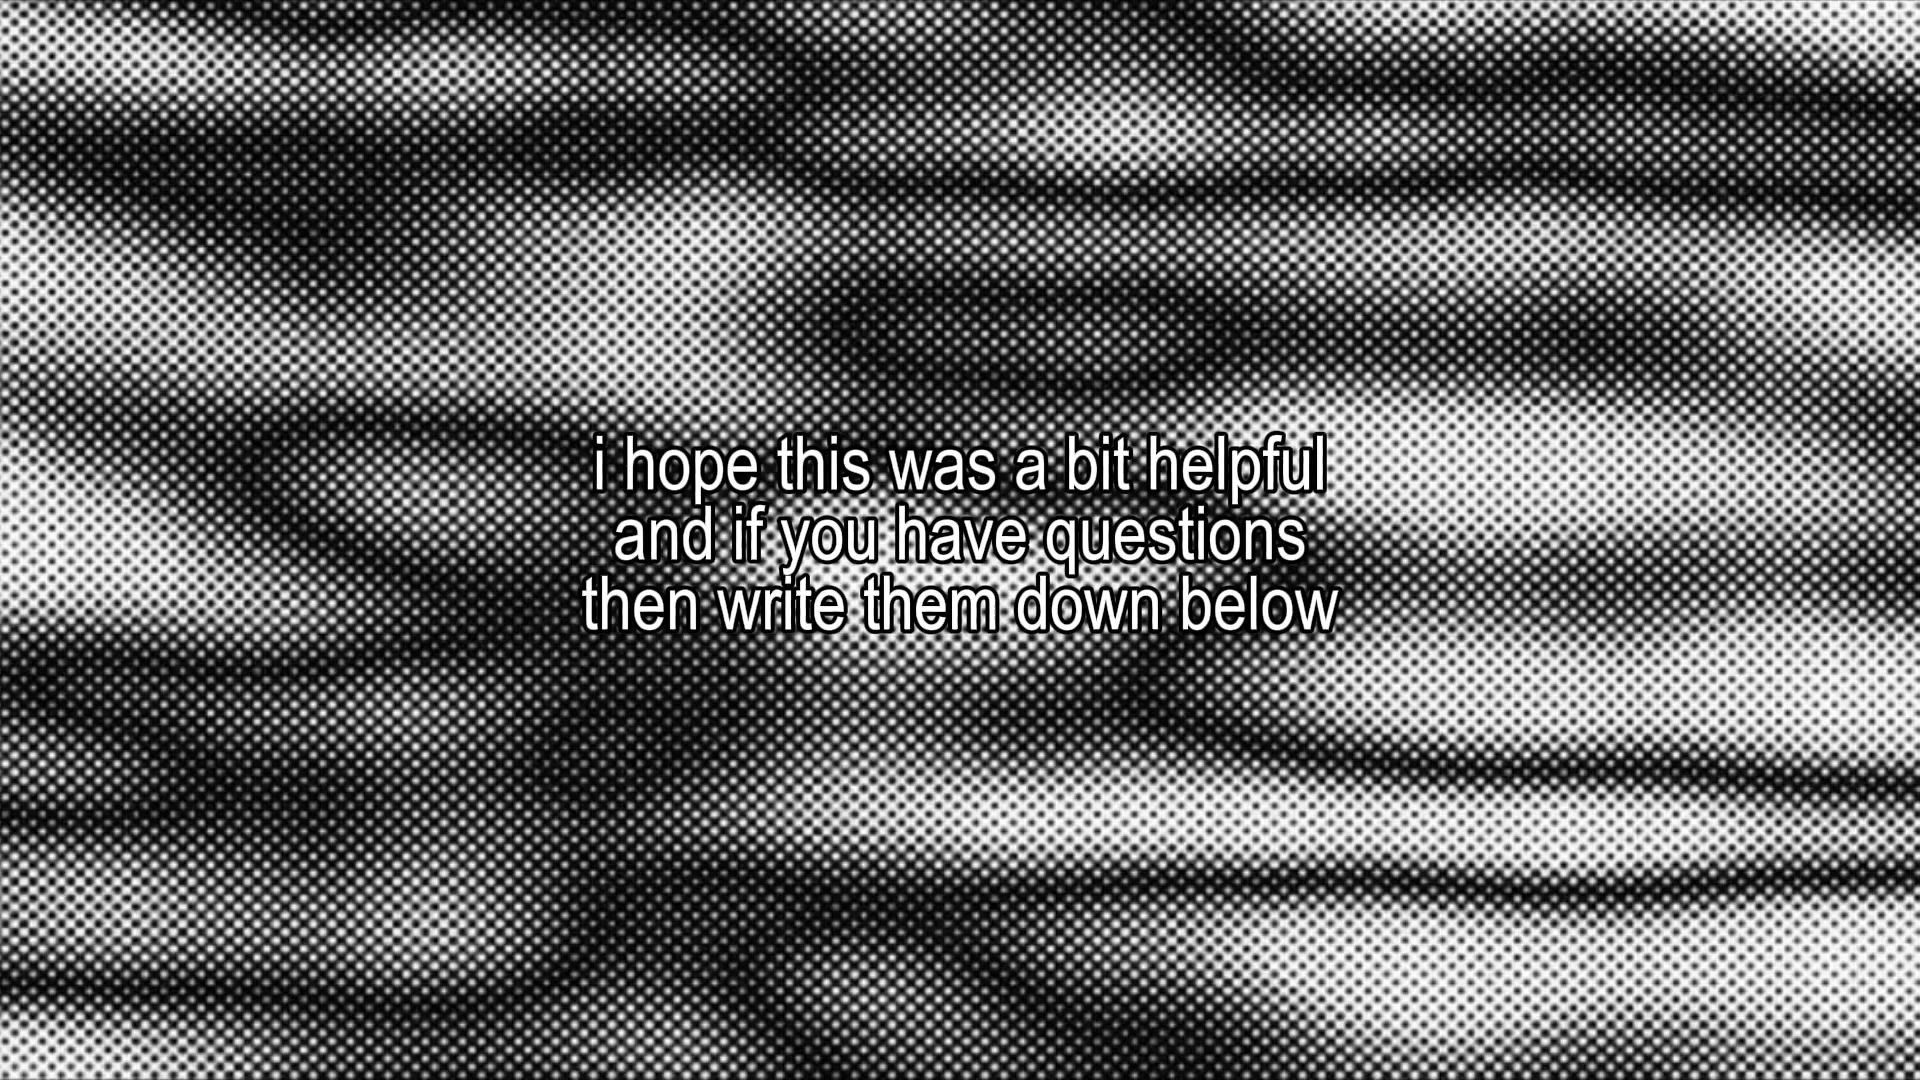 i hope this was a bit helpful
and if you have questions
then write them down below